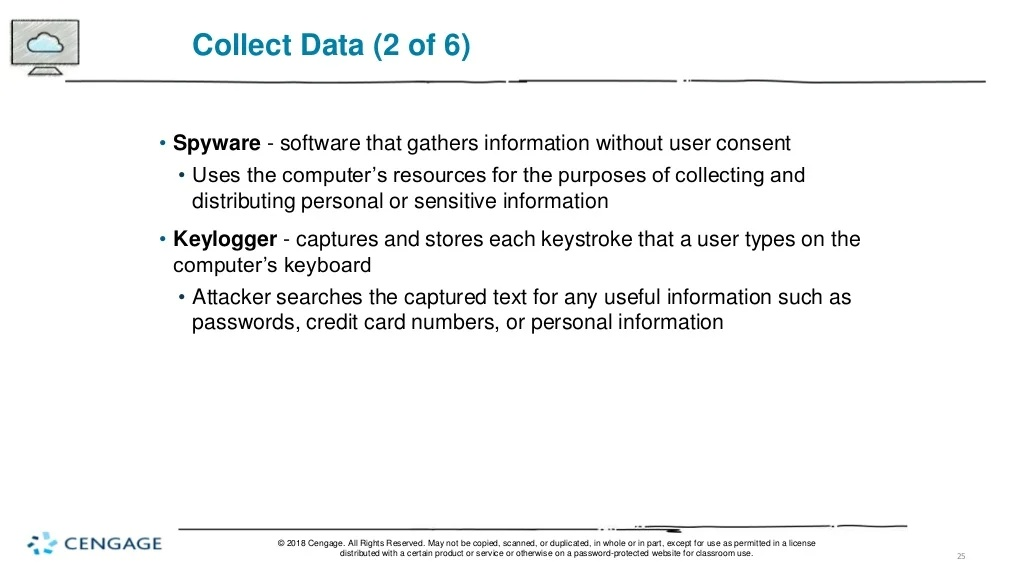 Collect Data (2 of 6)
• Spyware - software that gathers information without user consent
• Uses the computer’s resources for the purposes of collecting and
distributing personal or sensitive information
• Keylogger - captures and stores each keystroke that a user types on the
computer’s keyboard
• Attacker searches the captured text for any useful information such as
passwords, credit card numbers, or personal information
CENGAGE
© 2018 Cengage. All Rights Reserved. May not be copied, scanned, or duplicated, in whole or in part, except for use as permitted in a license
distributed with a certain product or service or otherwise on a password-protected website for classroom use.
25